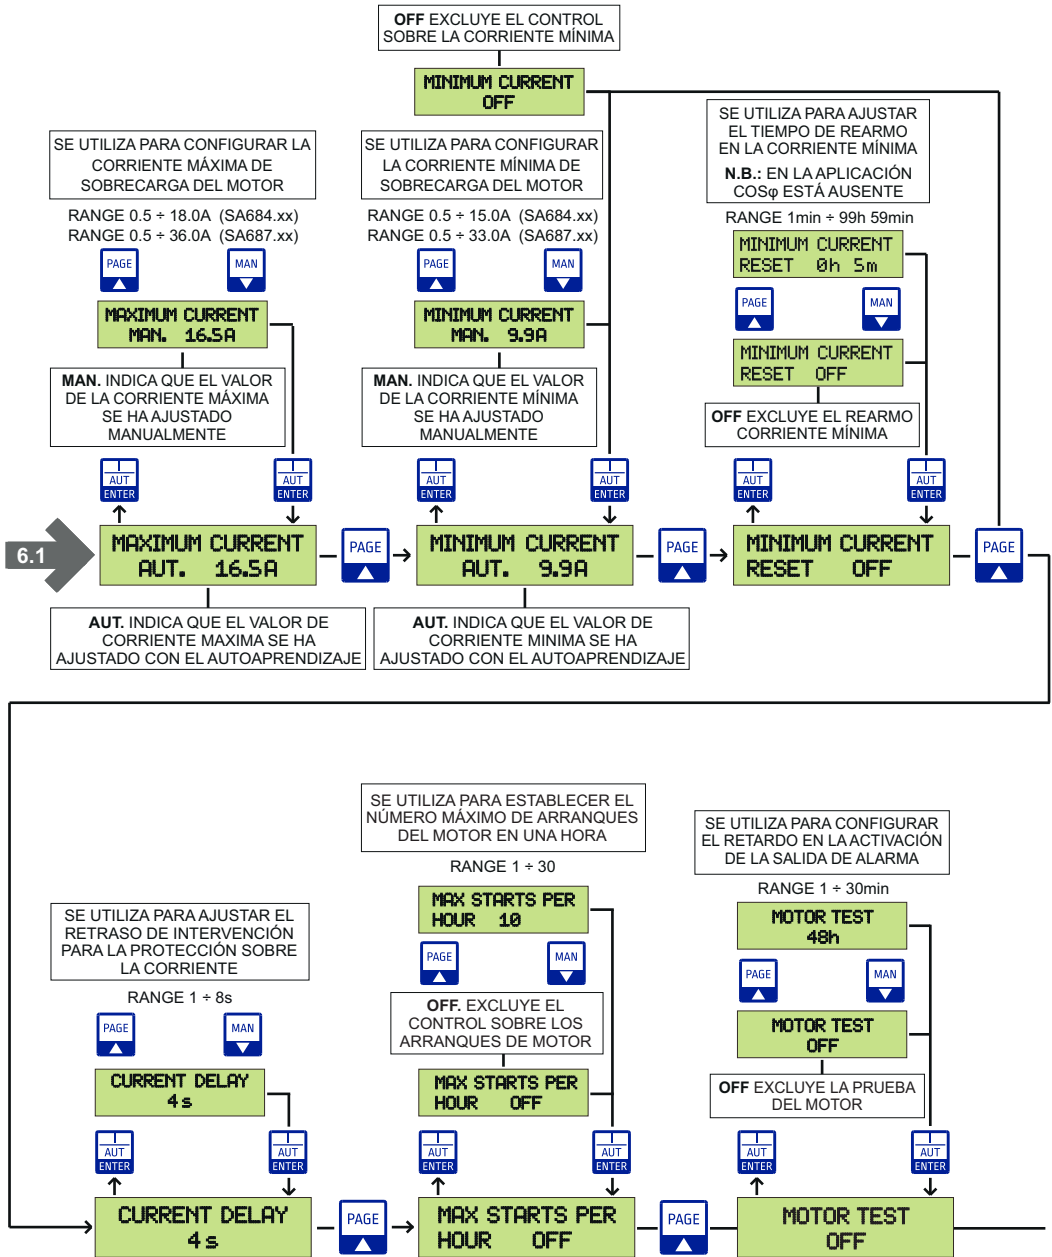 OFF EXCLUYE EL CONTROL
SOBRE LA CORRIENTE MÍNIMA
MINIMUM CURRENT
OFF
SE UTILIZA PARA CONFIGURAR LA
CORRIENTE MÁXIMA DE
SOBRECARGA DEL MOTOR
RANGE 0.5 ÷ 18.0A (SA684.xx)
RANGE 0.5 ÷ 36.0A (SA687.xx)
PAGE
MAN
MAXIMUM CURRENT
MAN. 16.5A
MAN. INDICA QUE EL VALOR
DE LA CORRIENTE MÁXIMA
SE HA AJUSTADO
MANUALMENTE
SE UTILIZA PARA CONFIGURAR
LA CORRIENTE MÍNIMA DE
SOBRECARGA DEL MOTOR
RANGE 0.5 ÷ 15.0A (SA684.xx)
RANGE 0.5 ÷ 33.0A (SA687.xx)
PAGE
MAN
MINIMUM CURRENT
MAN. 9.9A
MAN. INDICA QUE EL VALOR
DE LA CORRIENTE MÍNIMA
SE HA AJUSTADO
MANUALMENTE
SE UTILIZA PARA AJUSTAR
EL TIEMPO DE REARMO
EN LA CORRIENTE MÍNIMA
N.B.: EN LA APLICACIÓN
COSφ ESTÁ AUSENTE
RANGE 1min ÷ 99h 59min
MINIMUM CURRENT
RESET 0h 5m
PAGE
MAN
MINIMUM CURRENT
RESET OFF
OFF EXCLUYE EL REARMO
CORRIENTE MÍNIMA
AUT
ENTER
AUT
ENTER
AUT
ENTER
AUT
ENTER
AUT
ENTER
AUT
ENTER
6.1
MAXIMUM CURRENT
AUT. 16.5A
PAGE
MINIMUM CURRENT
AUT. 9.9A
PAGE
MINIMUM CURRENT
RESET OFF
PAGE
AUT. INDICA QUE EL VALOR DE
CORRIENTE MAXIMA SE HA
AJUSTADO CON EL AUTOAPRENDIZAJE
AUT. INDICA QUE EL VALOR DE
CORRIENTE MINIMA SE HA
AJUSTADO CON EL AUTOAPRENDIZAJE
SE UTILIZA PARA AJUSTAR EL
RETRASO DE INTERVENCIÓN
PARA LA PROTECCIÓN SOBRE
LA CORRIENTE
RANGE 1 ÷ 8s
PAGE
MAN
CURRENT DELAY
4s
SE UTILIZA PARA ESTABLECER EL
NÚMERO MÁXIMO DE ARRANQUES
DEL MOTOR EN UNA HORA
RANGE 1 ÷ 30
MAX STARTS PER
HOUR 10
PAGE
MAN
OFF. EXCLUYE EL
CONTROL SOBRE LOS
ARRANQUES DE MOTOR
MAX STARTS PER
HOUR OFF
SE UTILIZA PARA CONFIGURAR
EL RETARDO EN LA ACTIVACIÓN
DE LA SALIDA DE ALARMA
RANGE 1 ÷ 30min
MOTOR TEST
48h
PAGE
MAN
MOTOR TEST
OFF
OFF EXCLUYE LA PRUEBA
DEL MOTOR
AUT
ENTER
AUT
ENTER
AUT
ENTER
AUT
ENTER
AUT
ENTER
AUT
ENTER
CURRENT DELAY
4s
PAGE
MAX STARTS PER
HOUR OFF
PAGE
MOTOR TEST
OFF